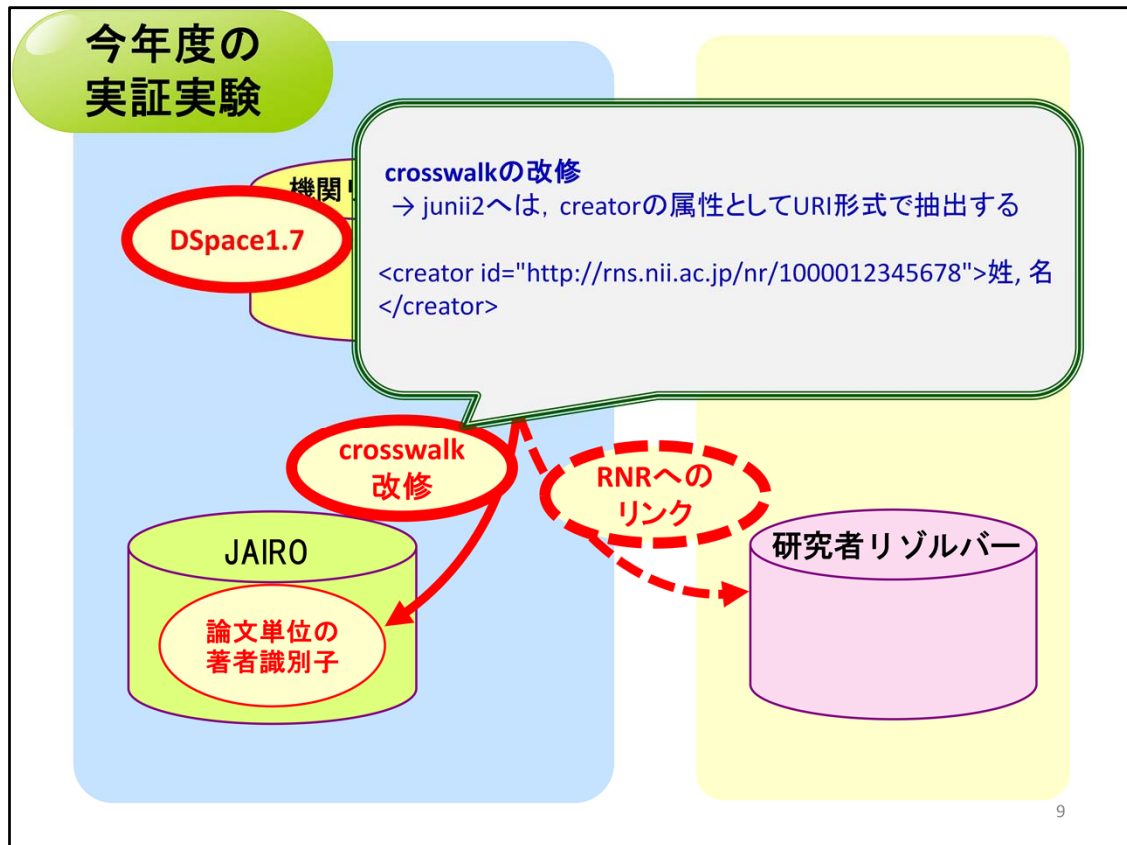 今年度の
実証実験
機関リ
DSpace1.7
crosswalkの改修
→ junii2へは，creatorの属性としてURI形式で抽出する
<creator id="http://rns.nii.ac.jp/nr/1000012345678">姓, 名
</creator>
crosswalk
改修
RNRへの
リンク
JAIRO
論文単位の
著者識別子
研究者リゾルバー
9